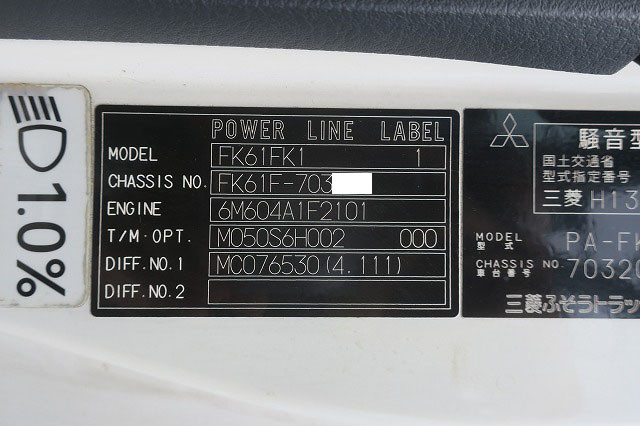 1.0%
POWER LINE LABEL
MODEL FK61FK1 1
CHASSIS NO. FK61F-703
ENGINE 6M604A1F2101
T/M·OPT. M050S6H002 000
DIFF.NO.1 MC076530(4.111)
DIFF.NO.2
騒音型
国土交通省
型式指定番号
三菱 H13
MODEL
型式 PA-FK
CHASSIS NO.
車台番号 70320
三菱ふそうトラッ